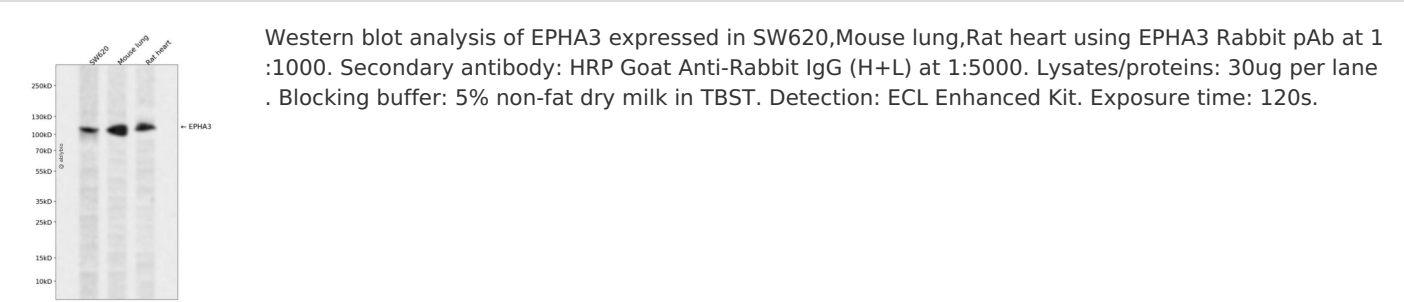 SW620
Mouse lung
Rat heart
250kD
130kD
100kD
70kD
55kD
35kD
25kD
15kD
10kD
← EPHA3
@ abybio
Western blot analysis of EPHA3 expressed in SW620,Mouse lung,Rat heart using EPHA3 Rabbit pAb at 1
:1000. Secondary antibody: HRP Goat Anti-Rabbit IgG (H+L) at 1:5000. Lysates/proteins: 30ug per lane
. Blocking buffer: 5% non-fat dry milk in TBST. Detection: ECL Enhanced Kit. Exposure time: 120s.